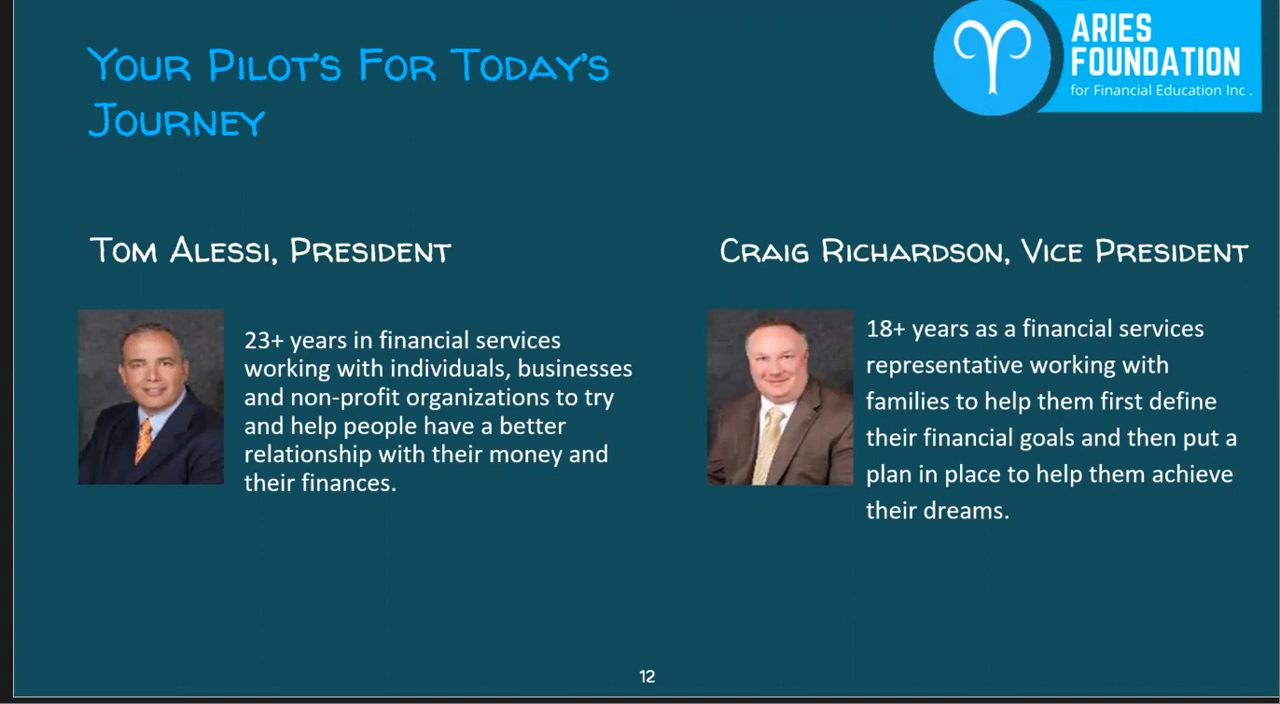 Your Pilot's For Today's
Journey
ARIES
FOUNDATION
for Financial Education Inc .
Tom Alessi, President
23+ years in financial services
working with individuals, businesses
and non-profit organizations to try
and help people have a better
relationship with their money and
their finances.
Craig Richardson, Vice President
18+ years as a financial services
representative working with
families to help them first define
their financial goals and then put a
plan in place to help them achieve
their dreams.
12